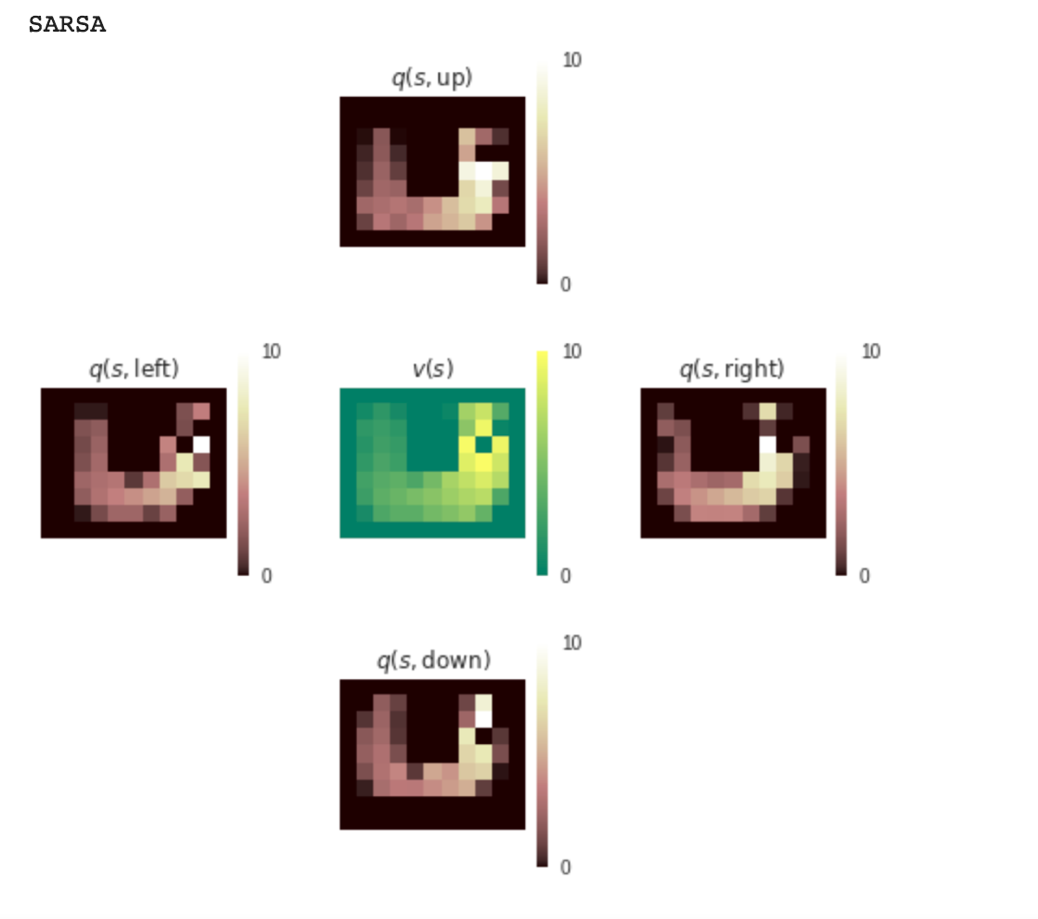 SARSA
q(s, up)
10
0
q(s, left)
10
0
v(s)
10
0
q(s, right)
10
0
q(s, down)
10
0